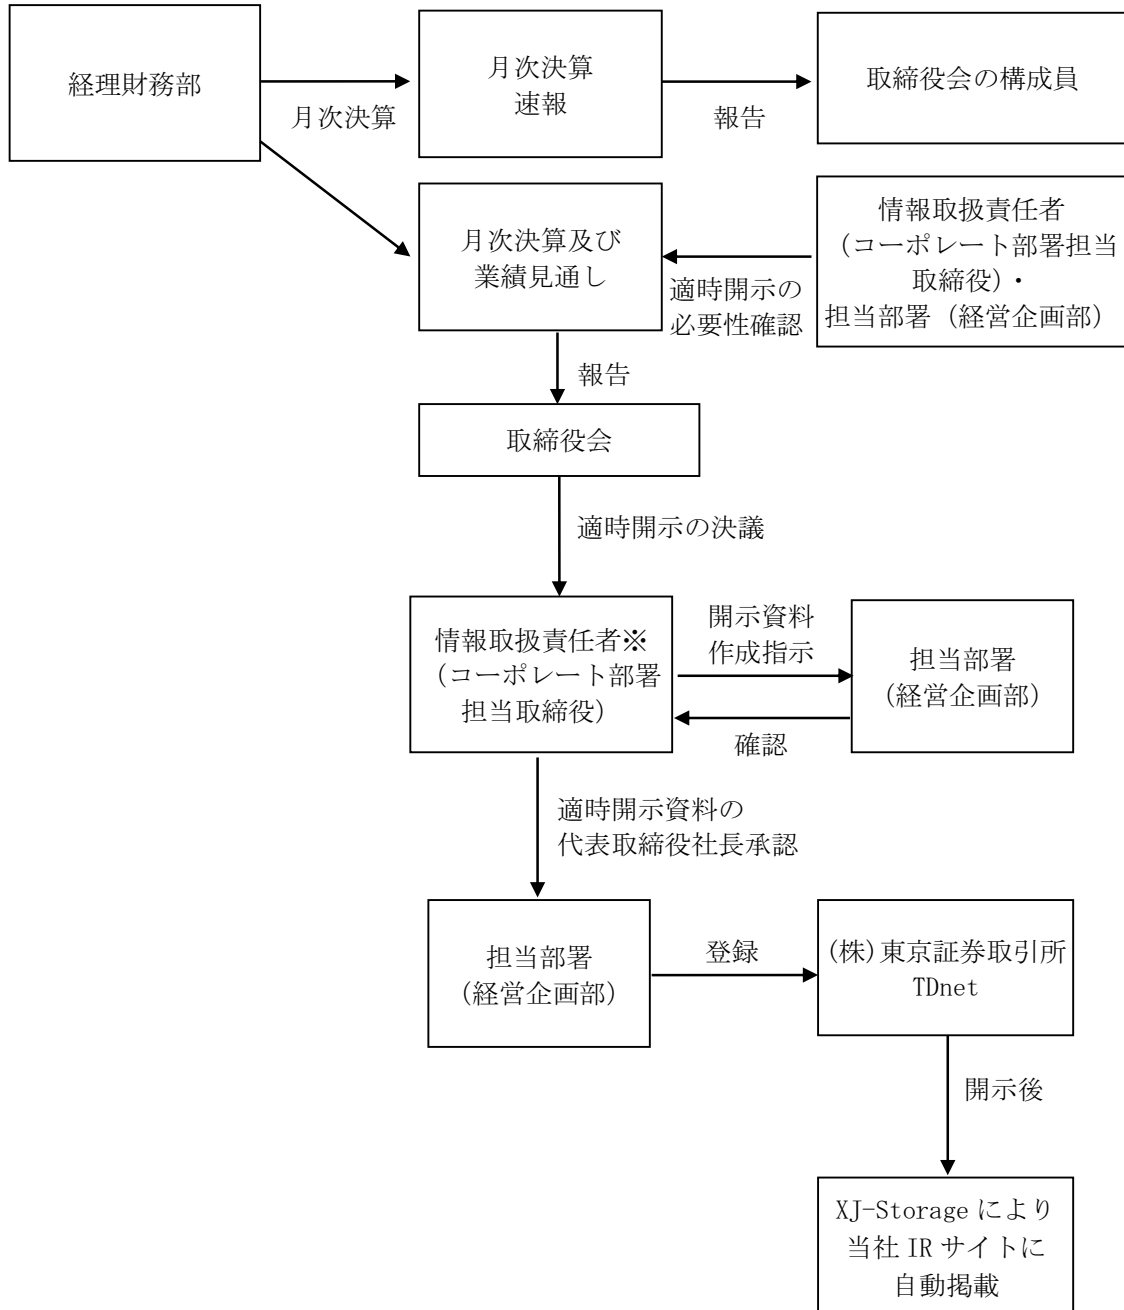 経理財務部
月次決算
月次決算
速報
報告
取締役会の構成員
月次決算及び
業績見通し
適時開示の
必要性確認
情報取扱責任者
（コーポレート部署担当
取締役）・
担当部署（経営企画部）
報告
取締役会
適時開示の決議
情報取扱責任者※
（コーポレート部署
担当取締役）
開示資料
作成指示
確認
担当部署
（経営企画部）
適時開示資料の
代表取締役社長承認
担当部署
（経営企画部）
登録
(株)東京証券取引所
TDnet
開示後
XJ-Storage により
当社 IR サイトに
自動掲載